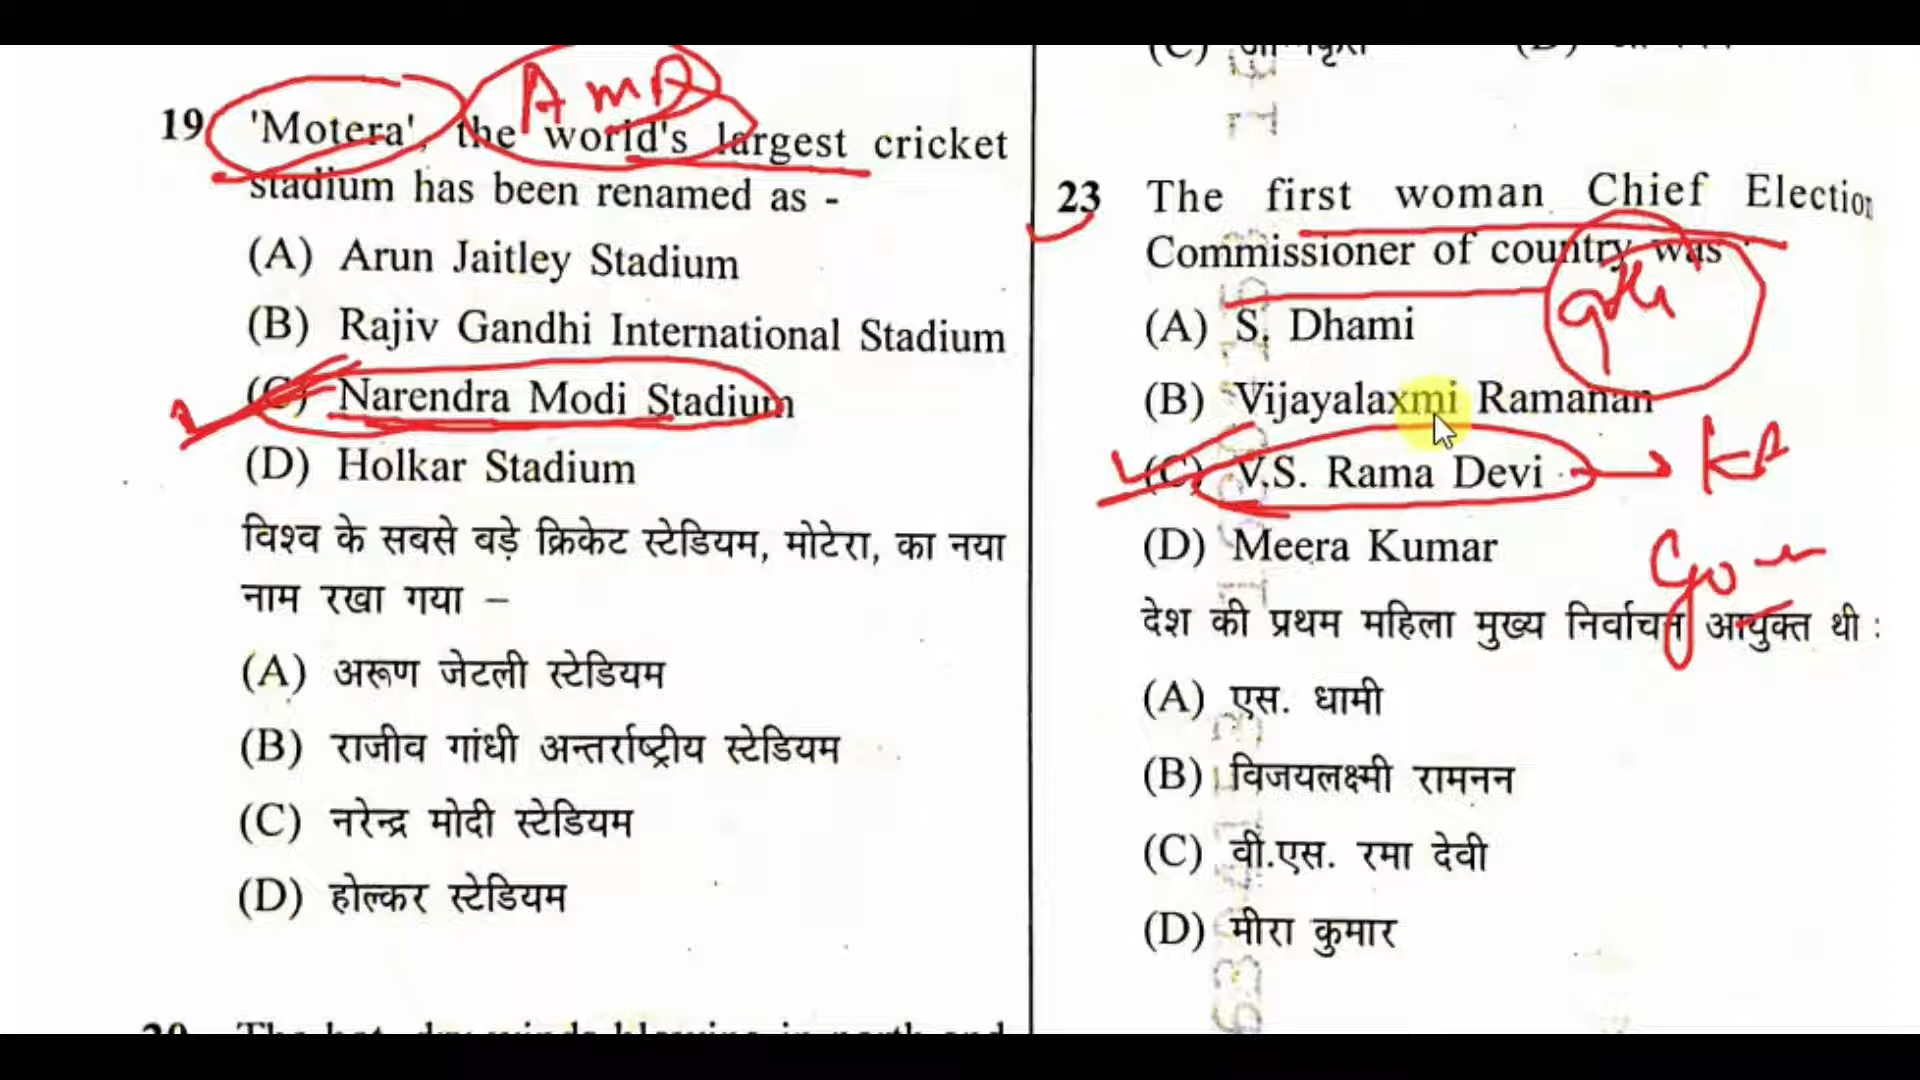 19 'Motera', the world's largest cricket
stadium has been renamed as -
(A) Arun Jaitley Stadium
(B) Rajiv Gandhi International Stadium
(C) Narendra Modi Stadium
(D) Holkar Stadium
विश्व के सबसे बड़े क्रिकेट स्टेडियम, मोटेरा, का नया
नाम रखा गया –
(A) अरूण जेटली स्टेडियम
(B) राजीव गांधी अन्तर्राष्ट्रीय स्टेडियम
(C) नरेन्द्र मोदी स्टेडियम
(D) होल्कर स्टेडियम
AMD
23 The first woman Chief Election
Commissioner of country was
(A) S. Dhami
(B) Vijayalaxmi Ramanan
(C) V.S. Rama Devi
(D) Meera Kumar
देश की प्रथम महिला मुख्य निर्वाचन आयुक्त थी :
(A) एस. धामी
(B) विजयलक्ष्मी रामनन
(C) वी.एस. रमा देवी
(D) मीरा कुमार
9th
KA